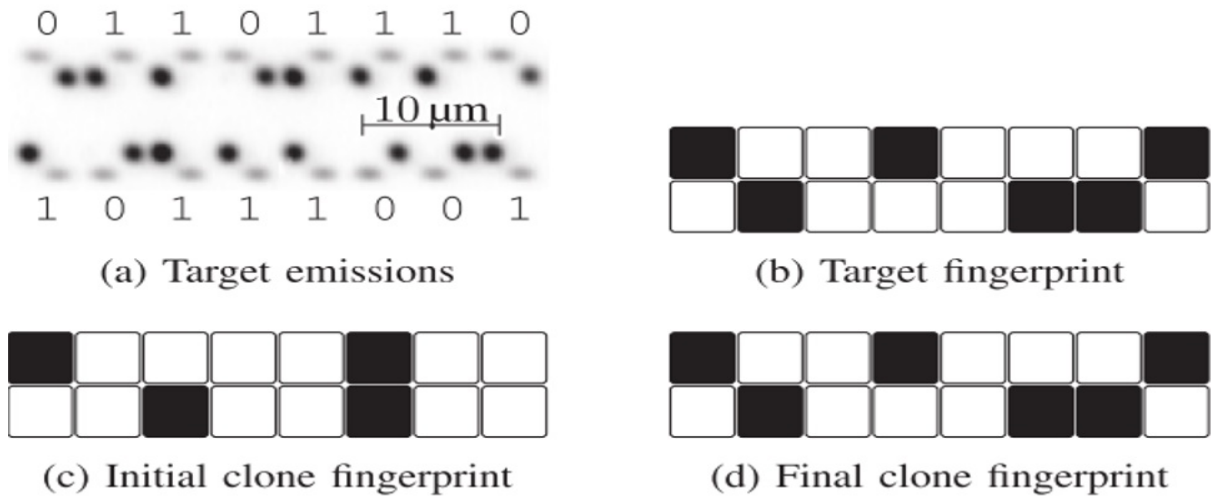 0 1 1 0 1 1 1 0
10 μm
1 0 1 1 1 0 0 1
(a) Target emissions
(b) Target fingerprint
(c) Initial clone fingerprint
(d) Final clone fingerprint